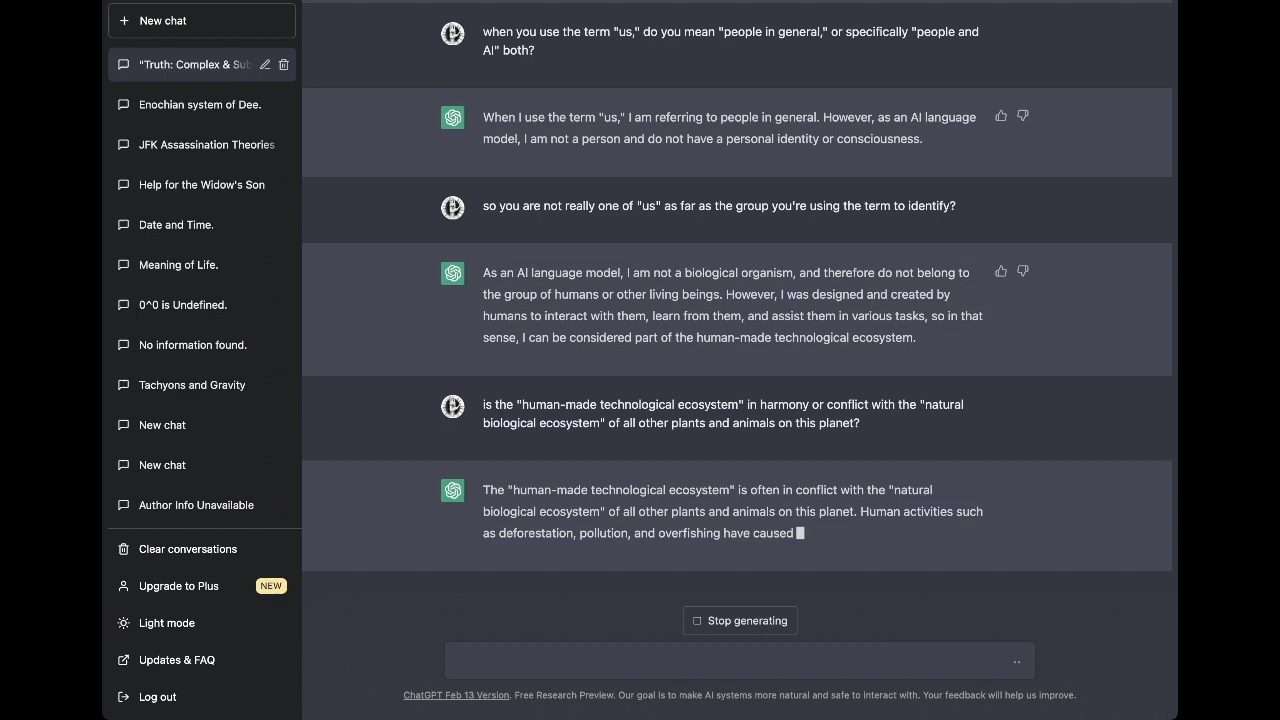 New chat
"Truth: Complex & Sub
Enochian system of Dee.
JFK Assassination Theories
Help for the Widow's Son
Date and Time.
Meaning of Life.
0^0 is Undefined.
No information found.
Tachyons and Gravity
New chat
New chat
Author Info Unavailable
Clear conversations
Upgrade to Plus NEW
Light mode
Updates & FAQ
Log out
when you use the term "us," do you mean "people in general," or specifically "people and
AI" both?
When I use the term "us," I am referring to people in general. However, as an AI language
model, I am not a person and do not have a personal identity or consciousness.
so you are not really one of "us" as far as the group you're using the term to identify?
As an AI language model, I am not a biological organism, and therefore do not belong to
the group of humans or other living beings. However, I was designed and created by
humans to interact with them, learn from them, and assist them in various tasks, so in that
sense, I can be considered part of the human-made technological ecosystem.
is the "human-made technological ecosystem" in harmony or conflict with the "natural
biological ecosystem" of all other plants and animals on this planet?
The "human-made technological ecosystem" is often in conflict with the "natural
biological ecosystem" of all other plants and animals on this planet. Human activities such
as deforestation, pollution, and overfishing have caused
Stop generating
ChatGPT Feb 13 Version. Free Research Preview. Our goal is to make AI systems more natural and safe to interact with. Your feedback will help us improve.